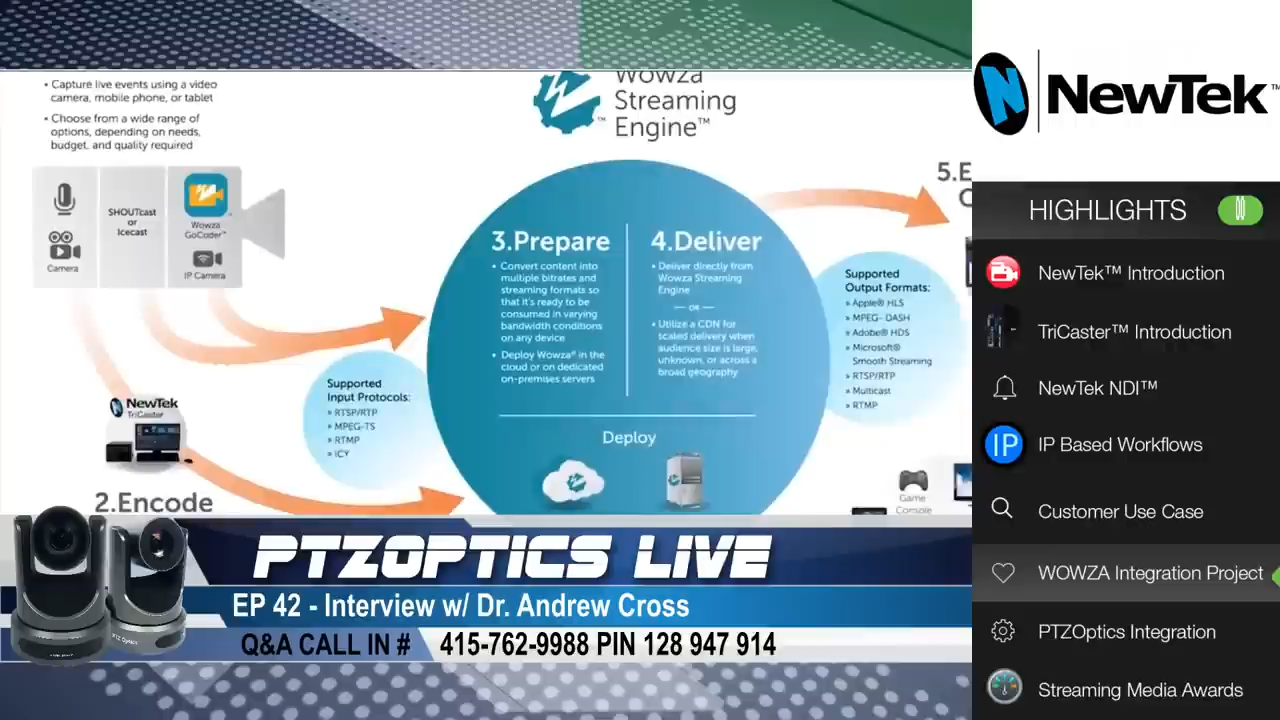 • Capture live events using a video
camera, mobile phone, or tablet
• Choose from a wide range of
options, depending on needs,
budget, and quality required
Camera
SHOUTcast
or
Icecast
Wowza
GoCoder™
IP Camera
NewTek
TriCaster
2.Encode
Supported
Input Protocols:
» RTSP/RTP
» MPEG-TS
» RTMP
» ICY
Wowza
Streaming
Engine™
3.Prepare
• Convert content into
multiple bitrates and
streaming formats so
that it's ready to be
consumed in varying
bandwidth conditions
on any device
• Deploy Wowza® in the
cloud or on dedicated
on-premises servers
4.Deliver
• Deliver directly from
Wowza Streaming
Engine
— OR —
• Utilize a CDN for
scaled delivery when
audience size is large,
unknown, or across a
broad geography
Deploy
5.E
C
Supported
Output Formats:
» Apple® HLS
» MPEG- DASH
» Adobe® HDS
» Microsoft®
Smooth Streaming
» RTSP/RTP
» Multicast
» RTMP
Game
Console
PTZOPTICS LIVE
EP 42 - Interview w/ Dr. Andrew Cross
Q&A CALL IN # 415-762-9988 PIN 128 947 914
PTZ Optics
N NewTek™
HIGHLIGHTS
NewTek™ Introduction
TriCaster™ Introduction
NewTek NDI™
IP IP Based Workflows
Customer Use Case
WOWZA Integration Project
PTZOptics Integration
Streaming Media Awards